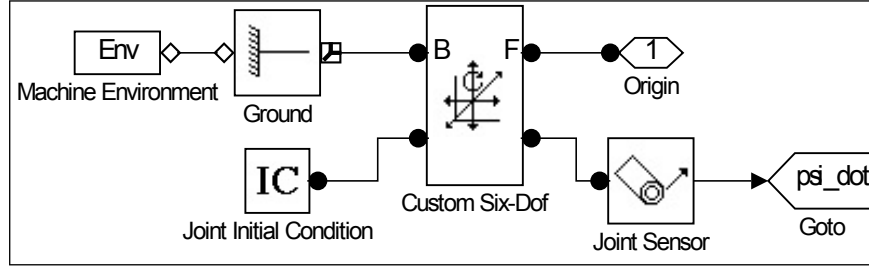 Env
Machine Environment
Ground
B F
C
Custom Six-Dof
1
Origin
IC
Joint Initial Condition
Joint Sensor
psi_dot
Goto